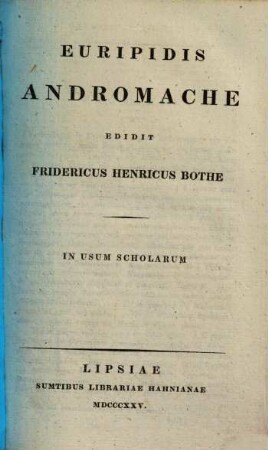 EURIPIDIS
ANDROMACHE
EDIDIT
FRIDERICUS HENRICUS BOTHE
IN USUM SCHOLARUM
LIPSIAE
SUMTIBUS LIBRARIAE HAHNIANAE
MDCCCXXV.